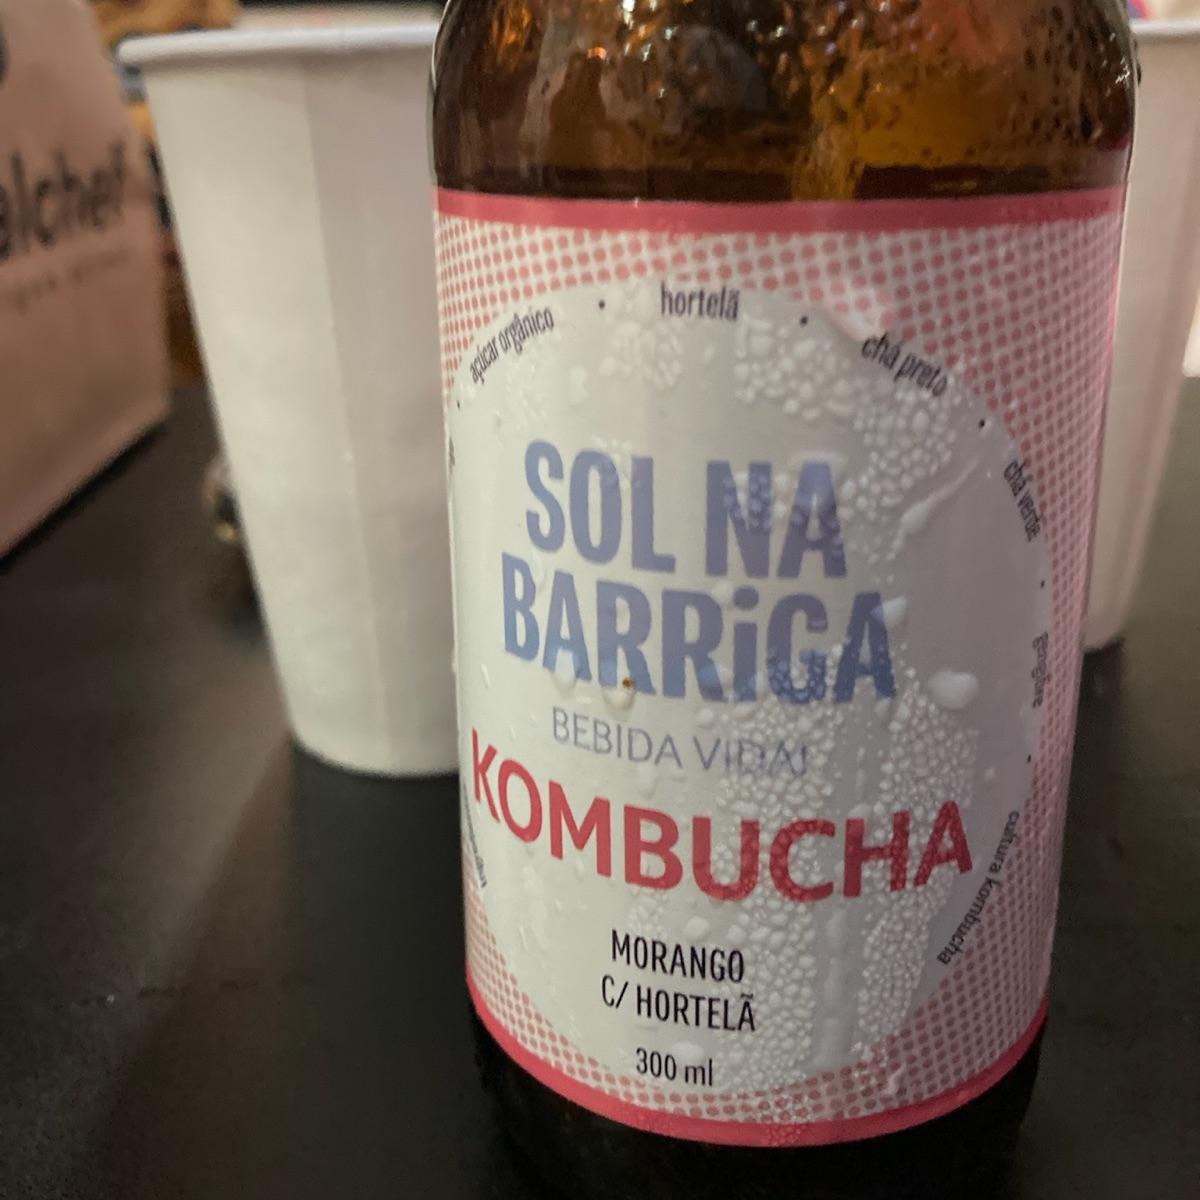 açúcar orgânico
•
hortelã
•
chá preto
•
chá verde
•
gengibre
•
cultura kombucha
SOL NA
BARRiGA
BEBIDA VIDA!
KOMBUCHA
MORANGO
C/ HORTELÃ
300 ml